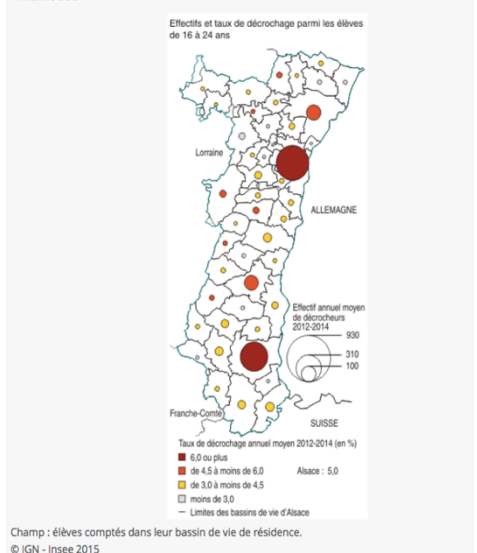 Effectifs et taux de décrochage parmi les élèves
de 16 à 24 ans
Lorraine
ALLEMAGNE
Effectif annuel moyen
de décrocheurs
2012-2014
930
310
100
Franche-Comté
SUISSE
Taux de décrochage annuel moyen 2012-2014 (en %)
6,0 ou plus
de 4,5 à moins de 6,0 Alsace : 5,0
de 3,0 à moins de 4,5
moins de 3,0
Limites des bassins de vie d'Alsace
Champ : élèves comptés dans leur bassin de vie de résidence.
© IGN - Insee 2015